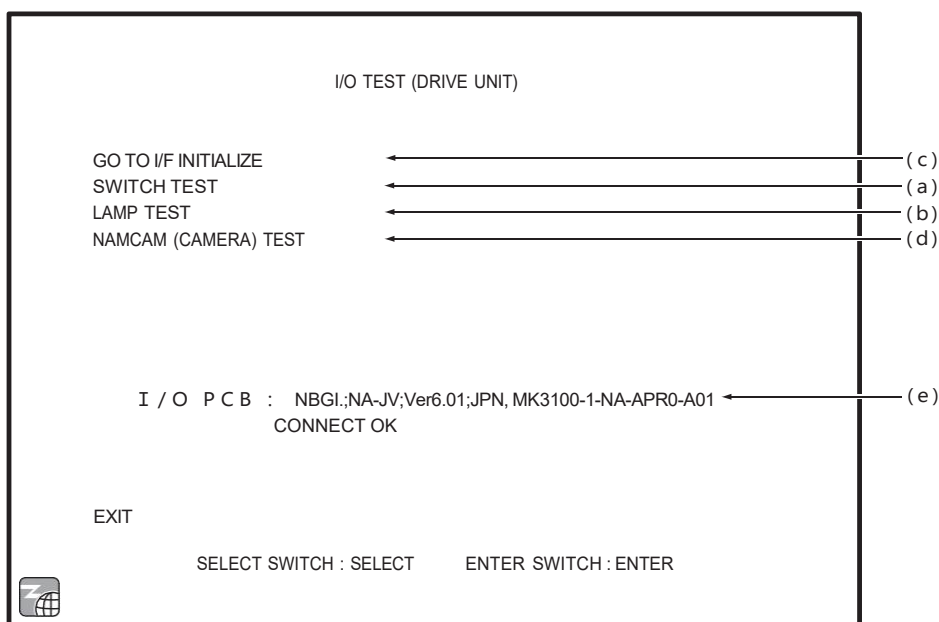 I/O TEST (DRIVE UNIT)
GO TO I/F INITIALIZE (c)
SWITCH TEST (a)
LAMP TEST (b)
NAMCAM (CAMERA) TEST (d)
I/O PCB : NBGI.;NA-JV;Ver6.01;JPN, MK3100-1-NA-APR0-A01 (e)
CONNECT OK
EXIT
SELECT SWITCH : SELECT ENTER SWITCH : ENTER